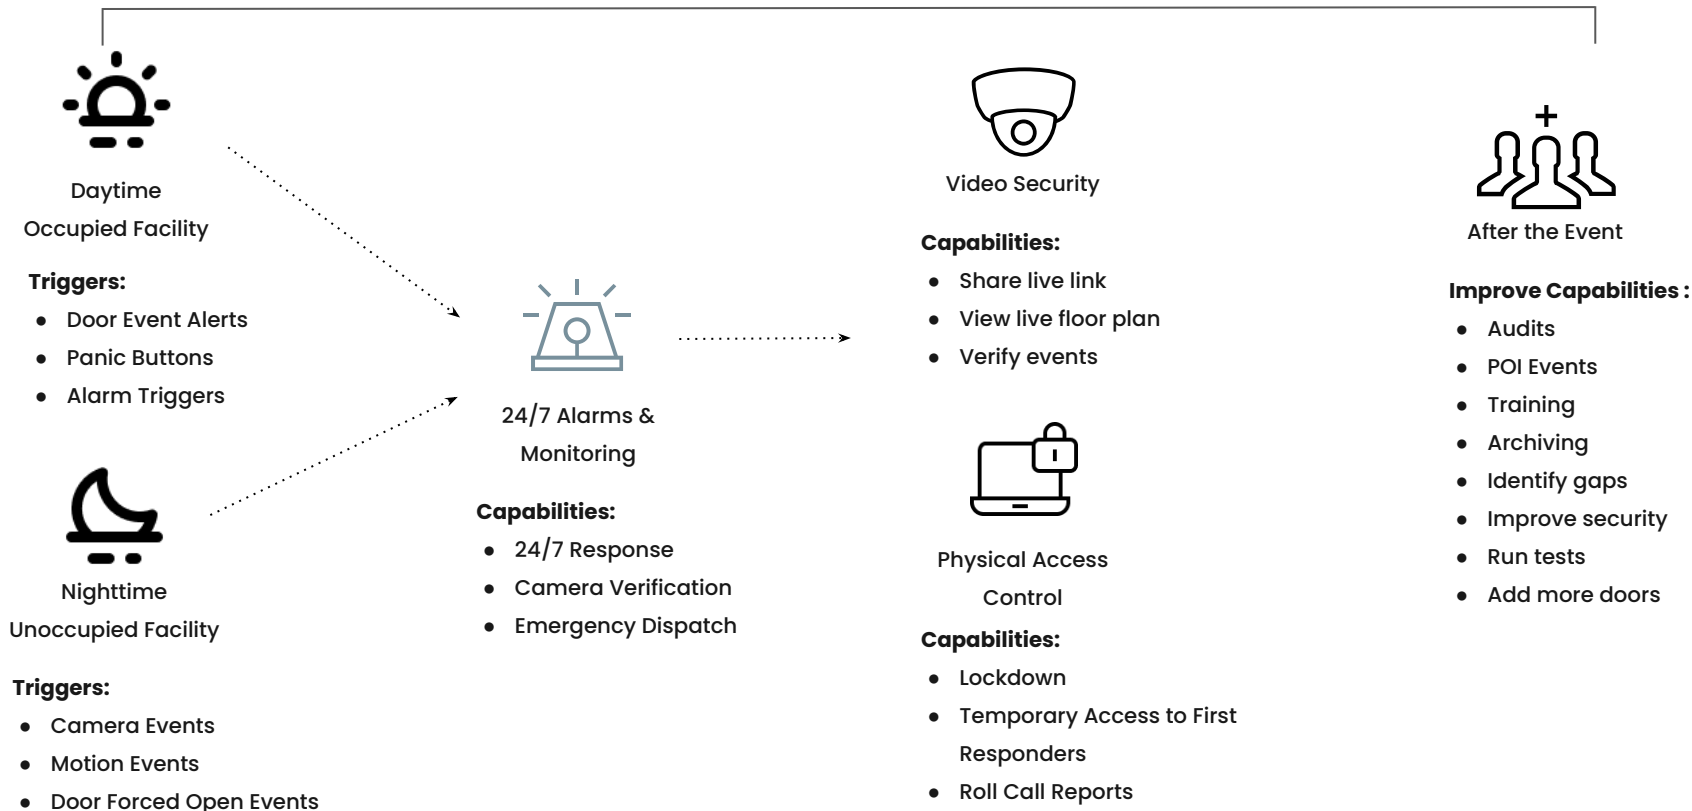 Daytime
Occupied Facility
Triggers:
● Door Event Alerts
● Panic Buttons
● Alarm Triggers
Nighttime
Unoccupied Facility
Triggers:
● Camera Events
● Motion Events
● Door Forced Open Events
24/7 Alarms &
Monitoring
Capabilities:
● 24/7 Response
● Camera Verification
● Emergency Dispatch
Video Security
Capabilities:
● Share live link
● View live floor plan
● Verify events
Physical Access
Control
Capabilities:
● Lockdown
● Temporary Access to First
Responders
● Roll Call Reports
After the Event
Improve Capabilities :
● Audits
● POI Events
● Training
● Archiving
● Identify gaps
● Improve security
● Run tests
● Add more doors